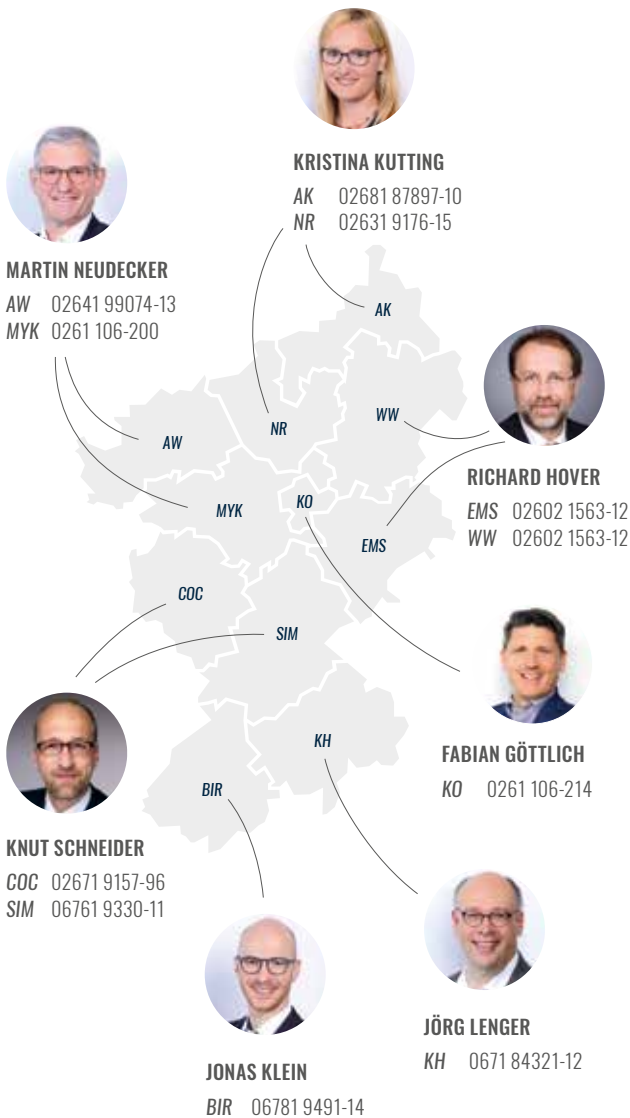 KRISTINA KUTTING
AK 02681 87897-10
NR 02631 9176-15
MARTIN NEUDECKER
AW 02641 99074-13
MYK 0261 106-200
AK
WW
NR
AW
RICHARD HOVER
EMS 02602 1563-12
WW 02602 1563-12
KO
MYK
EMS
COC
SIM
FABIAN GÖTTLICH
KO 0261 106-214
KH
BIR
KNUT SCHNEIDER
COC 02671 9157-96
SIM 06761 9330-11
JÖRG LENGER
KH 0671 84321-12
JONAS KLEIN
BIR 06781 9491-14